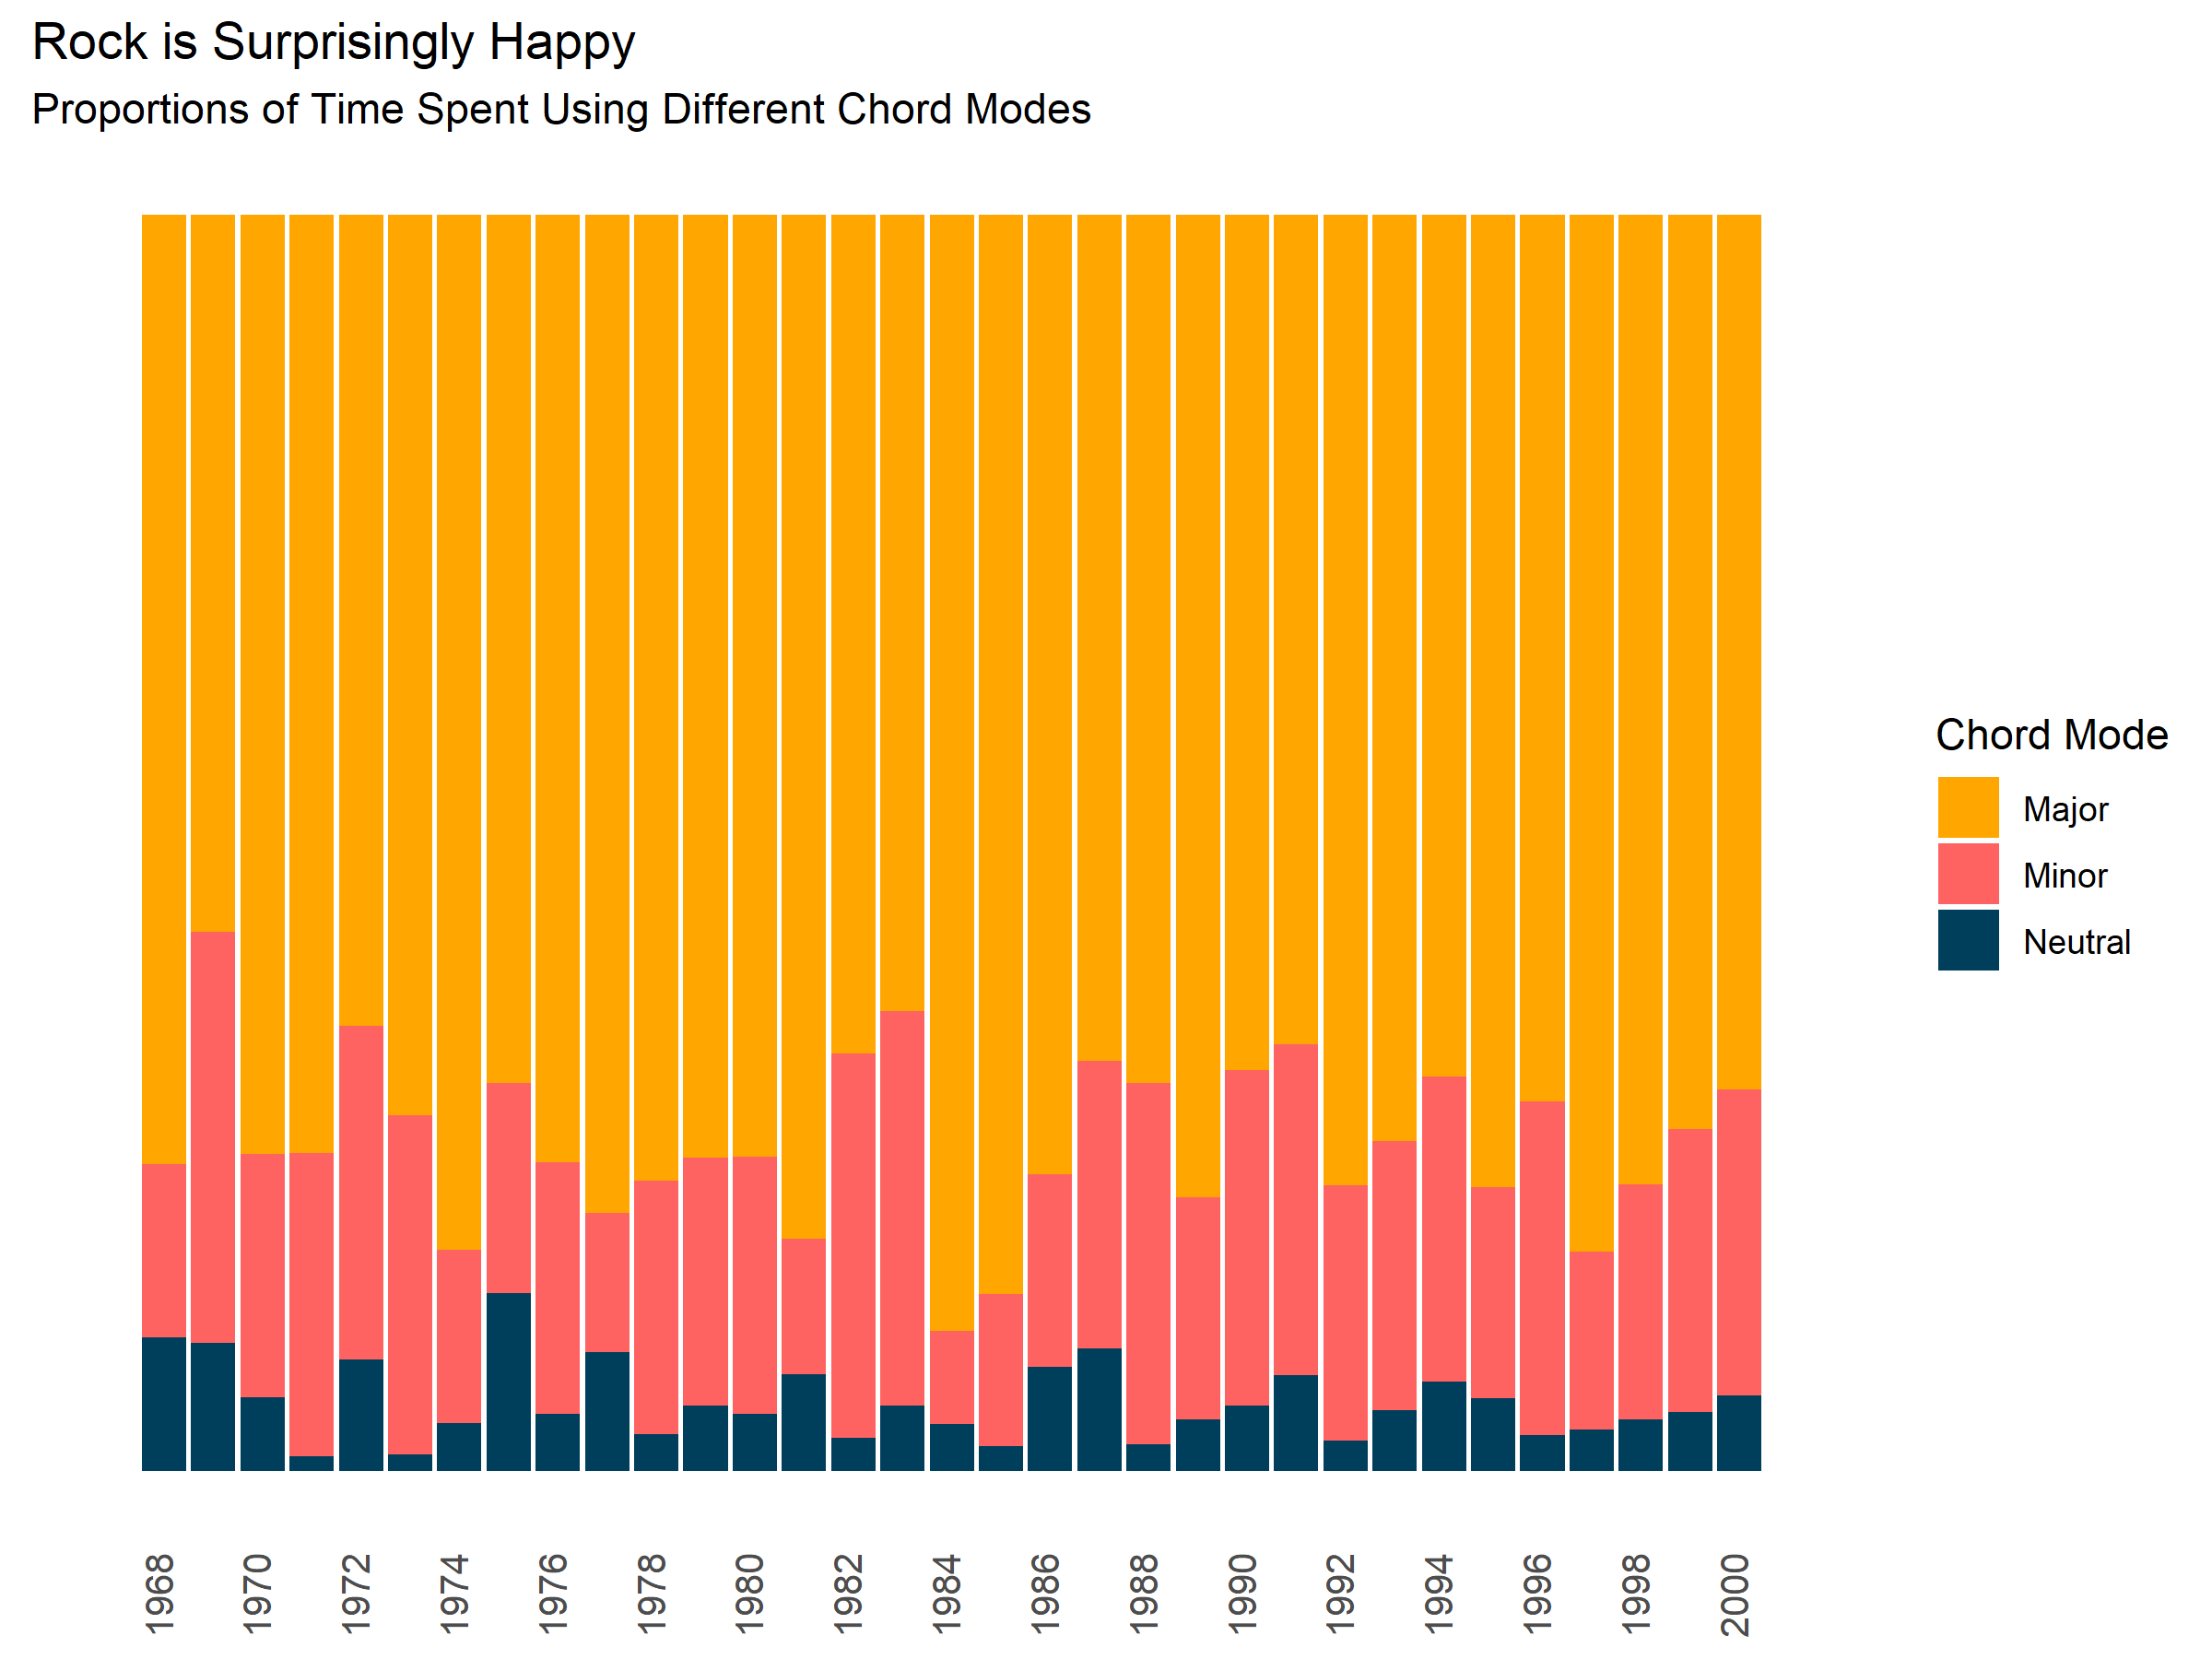 Rock is Surprisingly Happy
Proportions of Time Spent Using Different Chord Modes
Chord Mode
Major
Minor
Neutral
1968
1970
1972
1974
1976
1978
1980
1982
1984
1986
1988
1990
1992
1994
1996
1998
2000